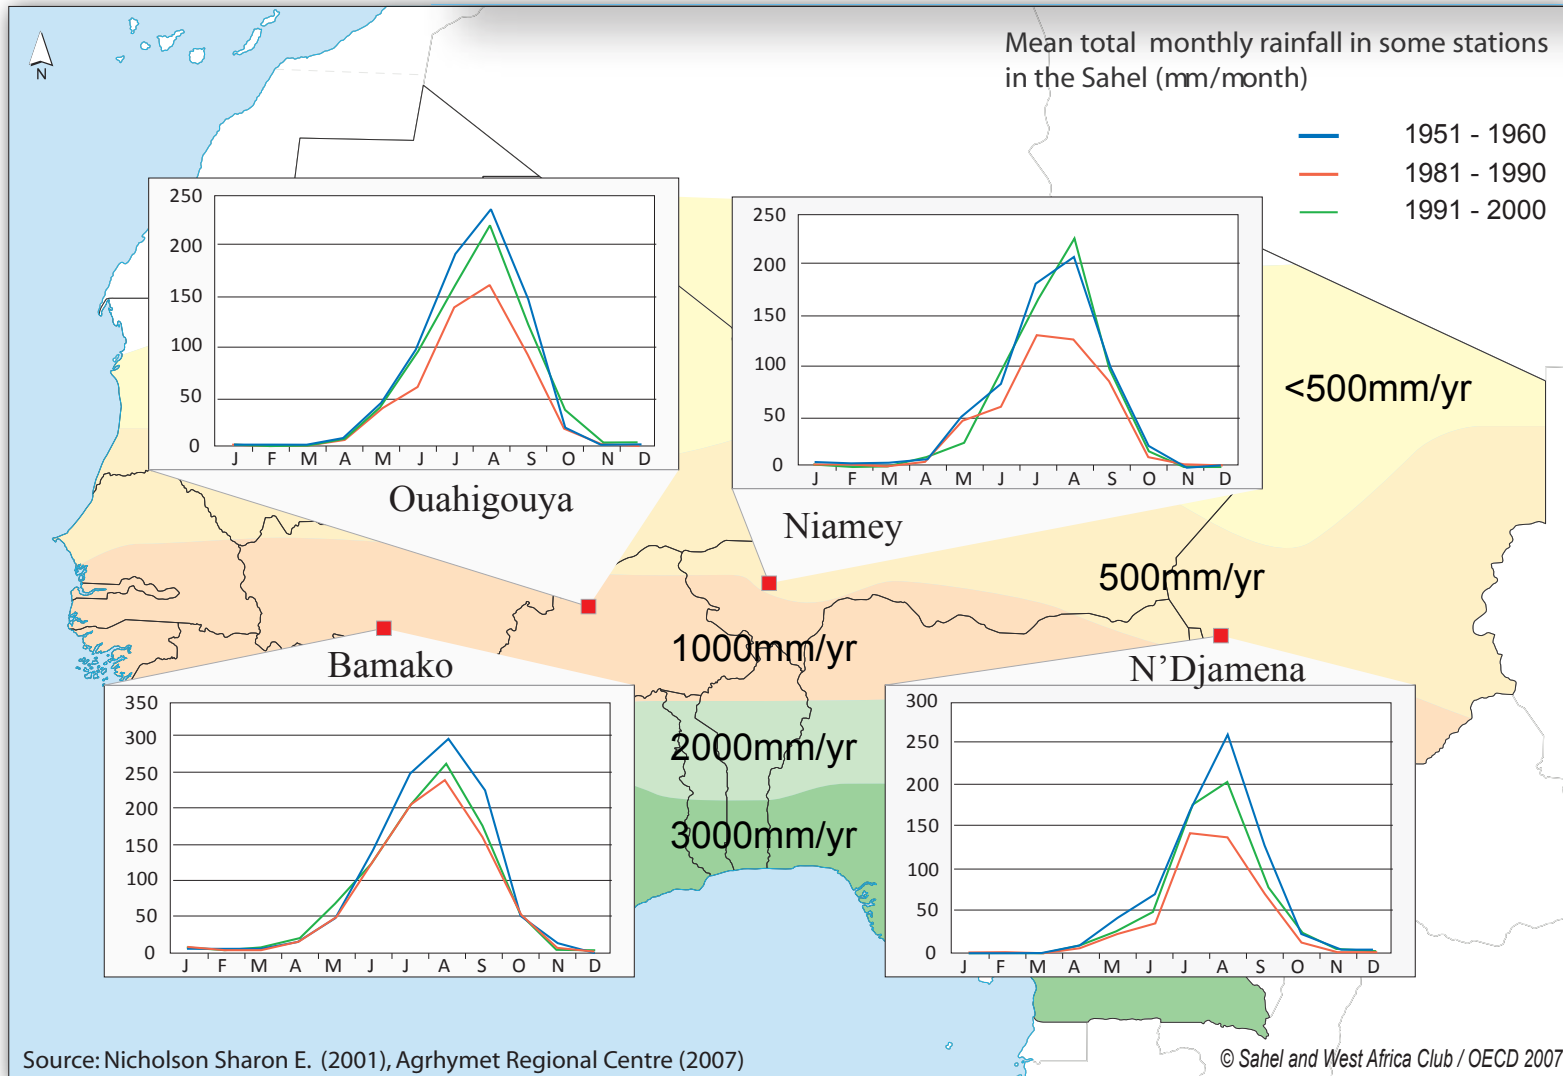 N
Mean total monthly rainfall in some stations
in the Sahel (mm/month)
1951 - 1960
1981 - 1990
1991 - 2000
250
200
150
100
50
0
J F M A M J J A S O N D
Ouahigouya
250
200
150
100
50
0
J F M A M J J A S O N D
Niamey
<500mm/yr
500mm/yr
1000mm/yr
2000mm/yr
3000mm/yr
Bamako
350
300
250
200
150
100
50
0
J F M A M J J A S O N D
N'Djamena
300
250
200
150
100
50
0
J F M A M J J A S O N D
Source: Nicholson Sharon E. (2001), Agrhymet Regional Centre (2007)
© Sahel and West Africa Club / OECD 2007